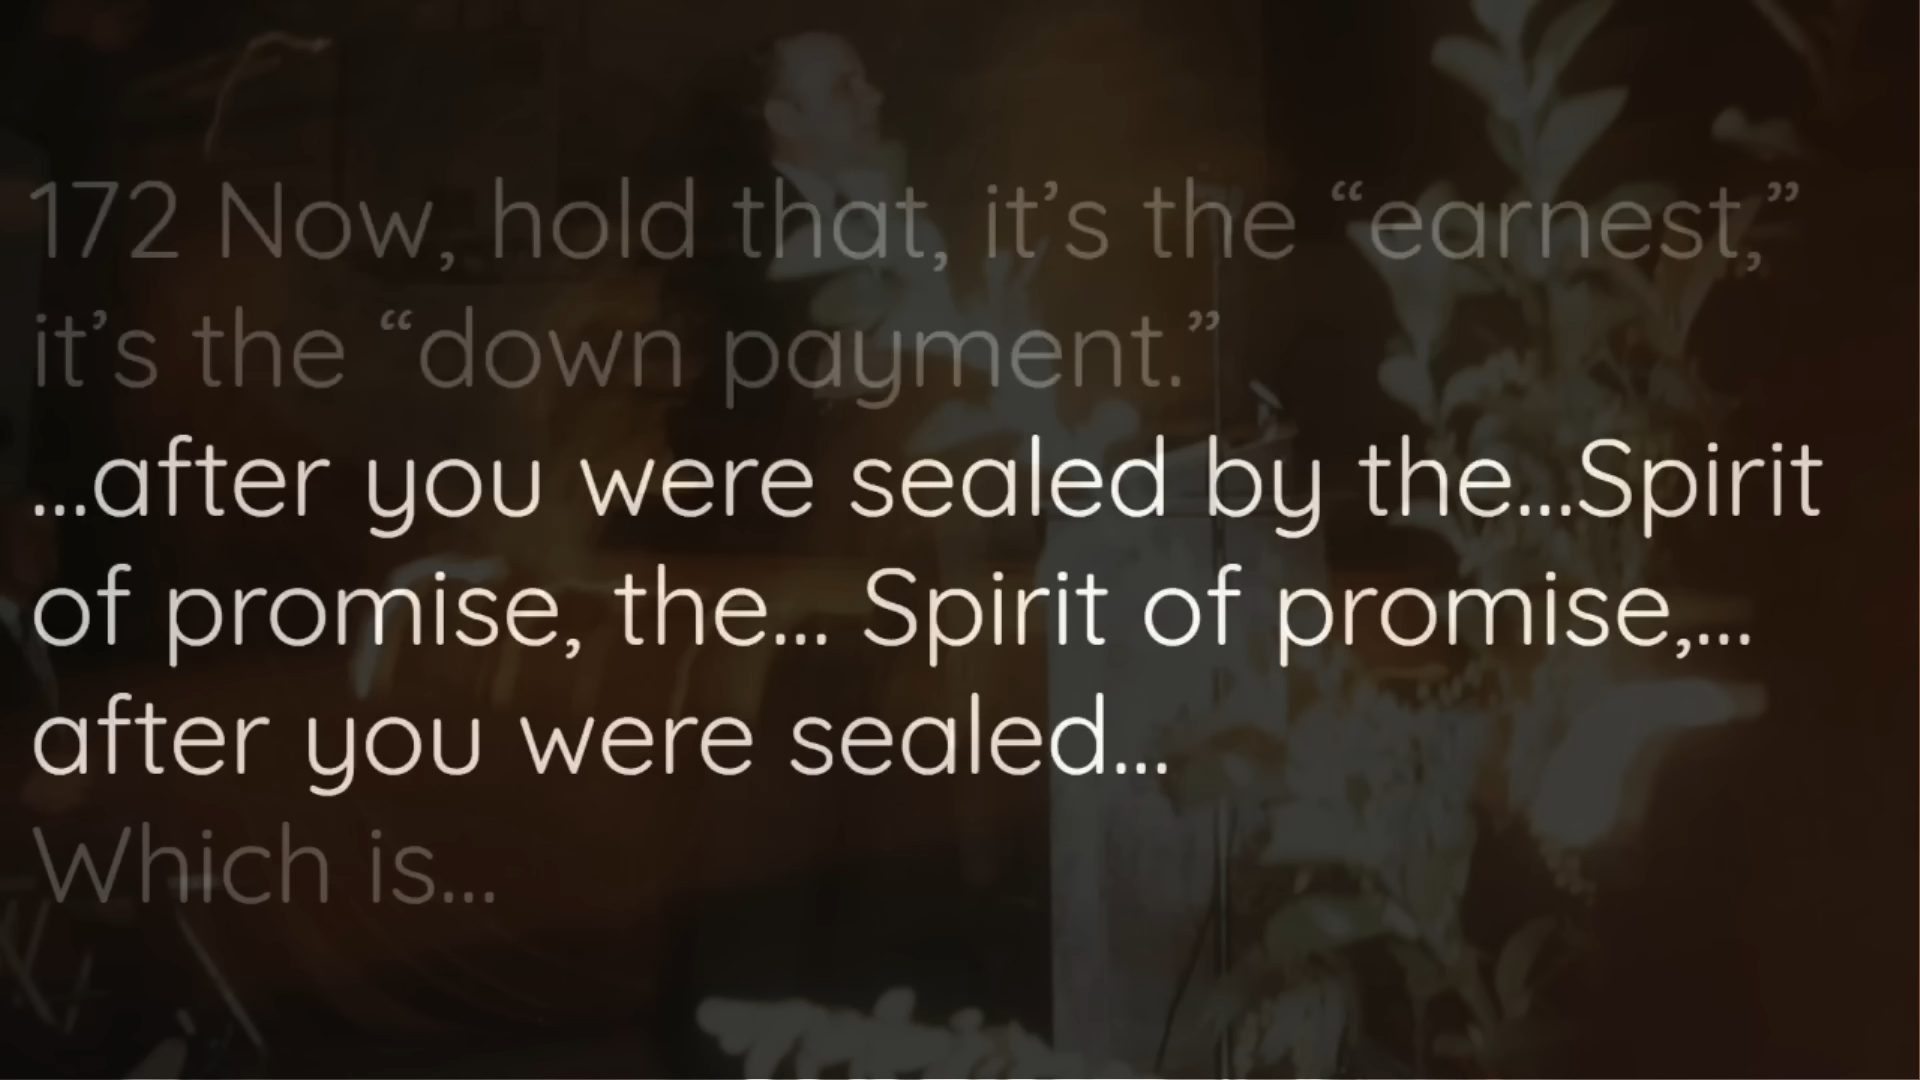 172 Now, hold that, it’s the “earnest,”
it’s the “down payment.”
...after you were sealed by the...Spirit
of promise, the... Spirit of promise,...
after you were sealed...
Which is...